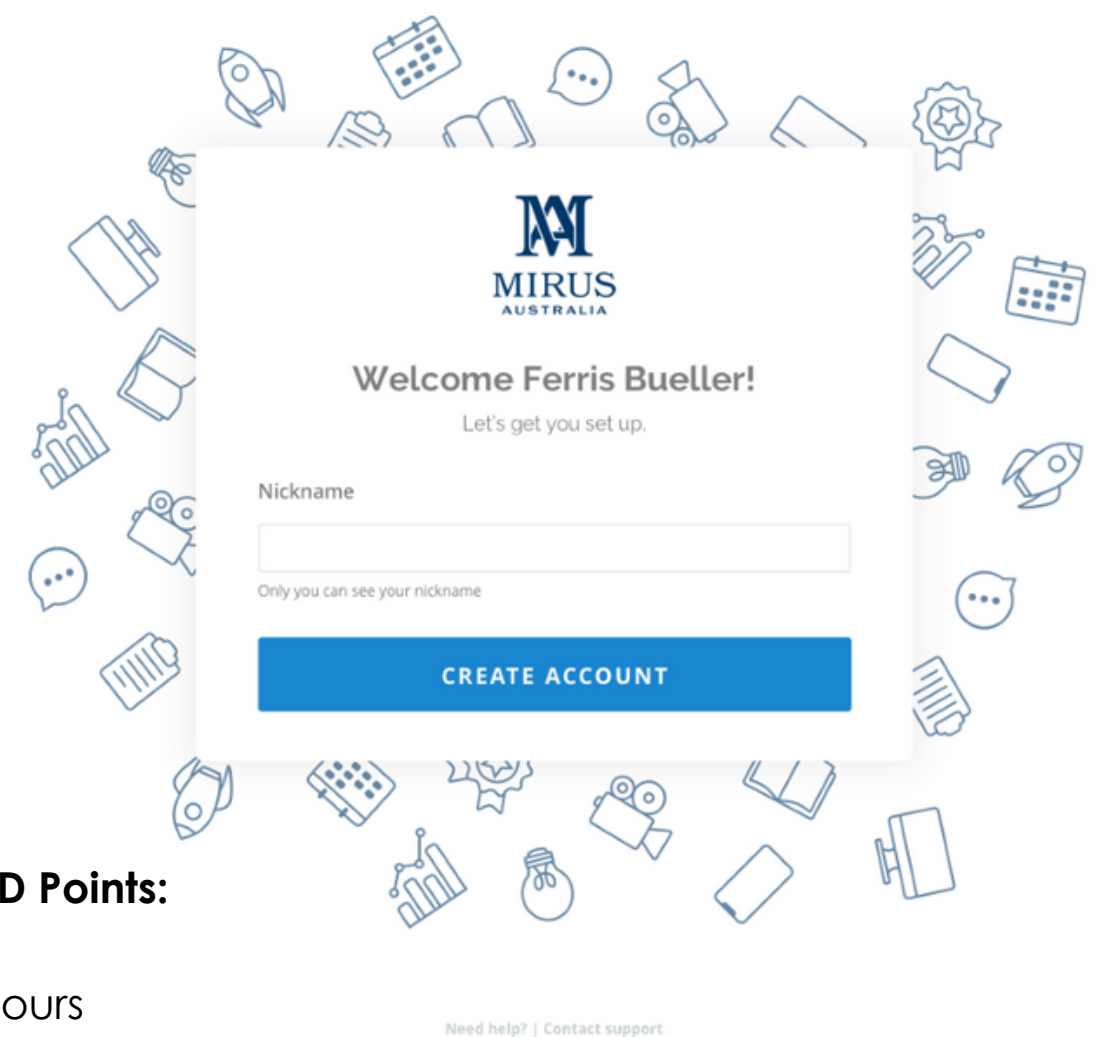 MIRUS
AUSTRALIA
Welcome Ferris Bueller!
Let's get you set up.
Nickname
Only you can see your nickname
CREATE ACCOUNT
D Points:
ours
Need help? | Contact support